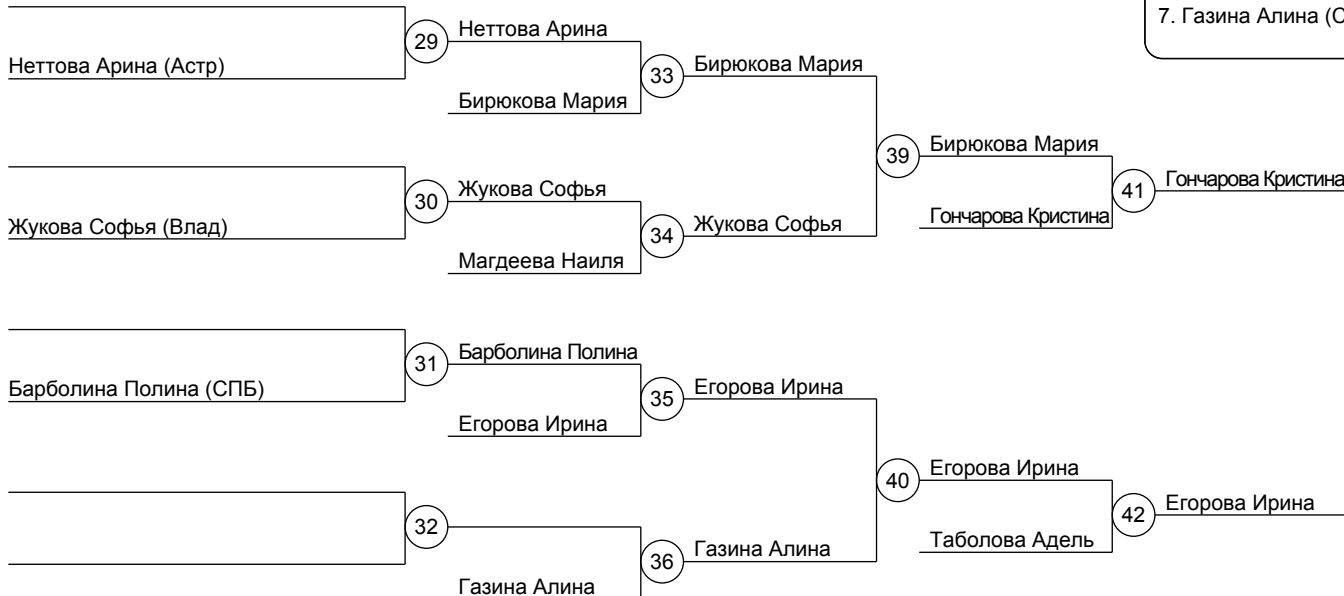 7. Газина Алина (С
Неттова Арина (Астр)
29
Неттова Арина
Бирюкова Мария
33
Бирюкова Мария
Жукова Софья (Влад)
30
Жукова Софья
Магдеева Наиля
34
Жукова Софья
39
Бирюкова Мария
Гончарова Кристина
41
Гончарова Кристина
Барболина Полина (СПБ)
31
Барболина Полина
Егорова Ирина
35
Егорова Ирина
32
Газина Алина
36
Газина Алина
40
Егорова Ирина
Таболова Адель
42
Егорова Ирина